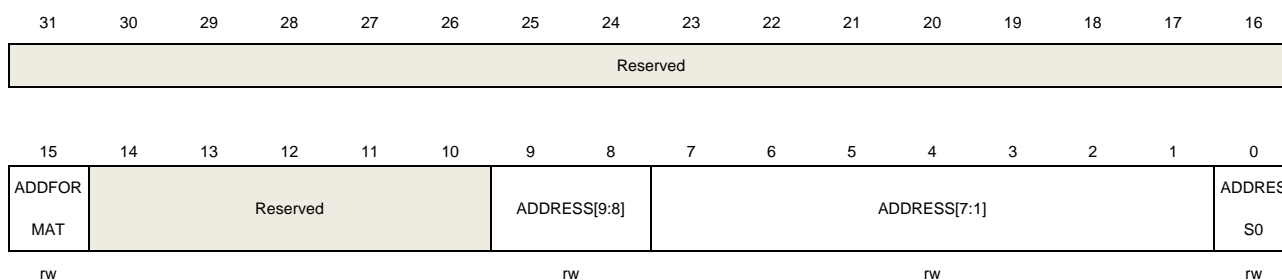 31 30 29 28 27 26 25 24 23 22 21 20 19 18 17 16
Reserved
15 14 13 12 11 10 9 8 7 6 5 4 3 2 1 0
ADDFOR
MAT
Reserved
ADDRESS[9:8]
ADDRESS[7:1]
ADDRES
S0
rw rw rw rw